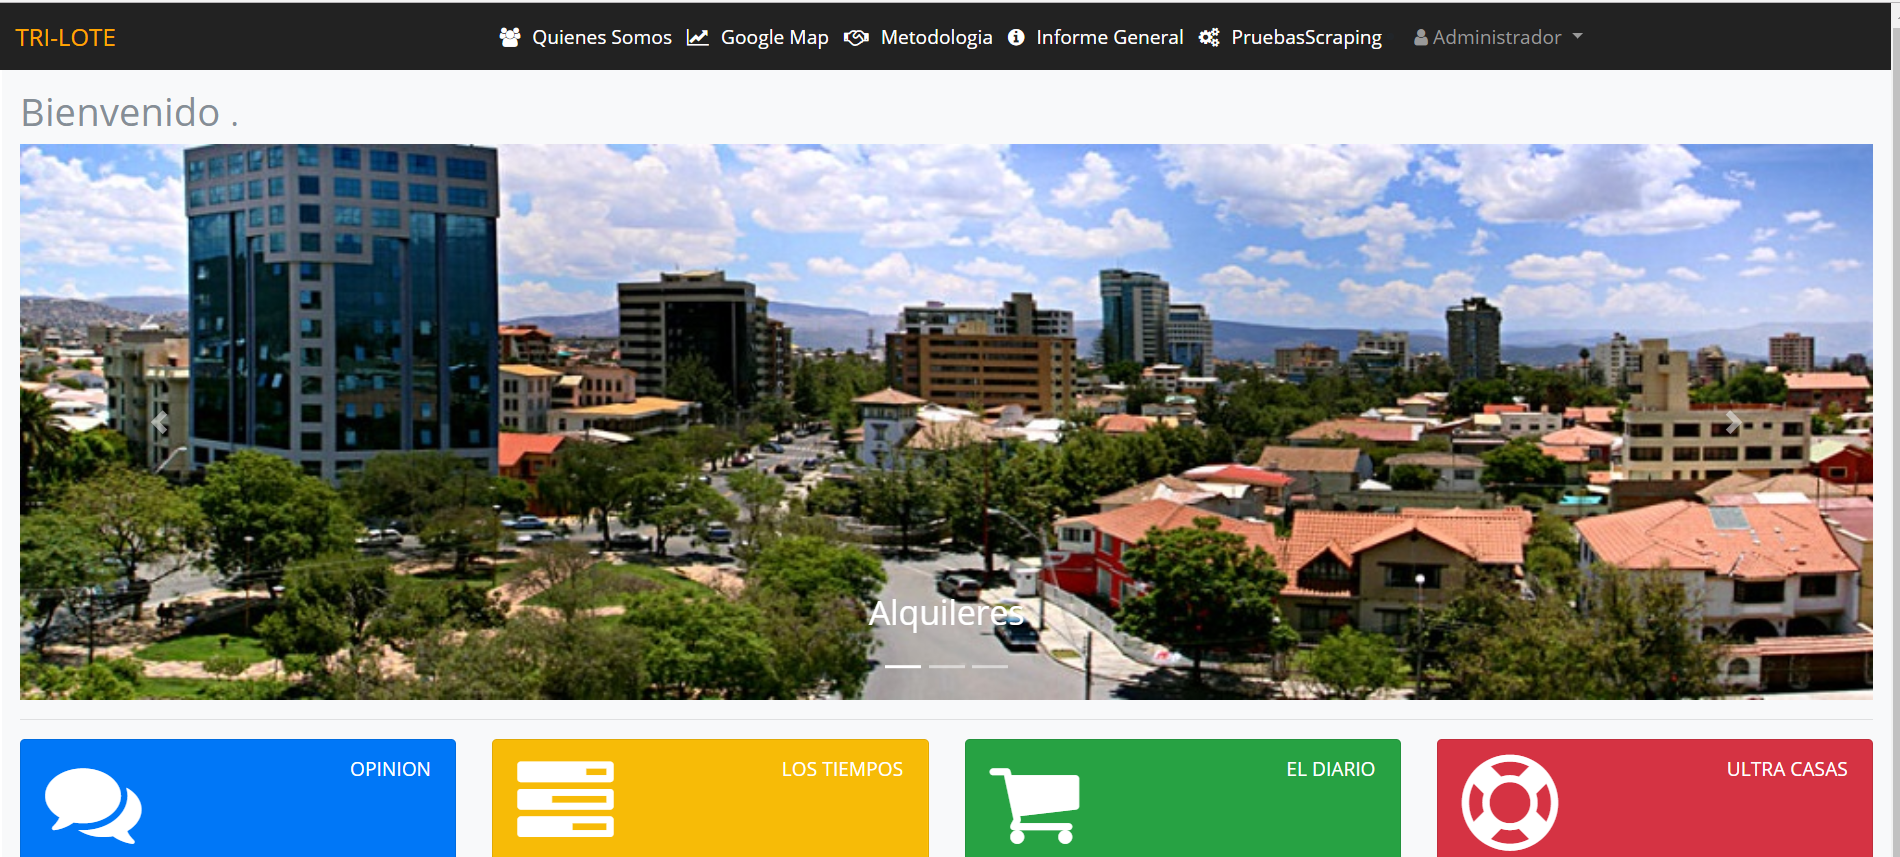 TRI-LOTE
Quienes Somos Google Map Metodologia Informe General PruebasScraping Administrador
Bienvenido .
Alquileres
OPINION
LOS TIEMPOS
EL DIARIO
ULTRA CASAS